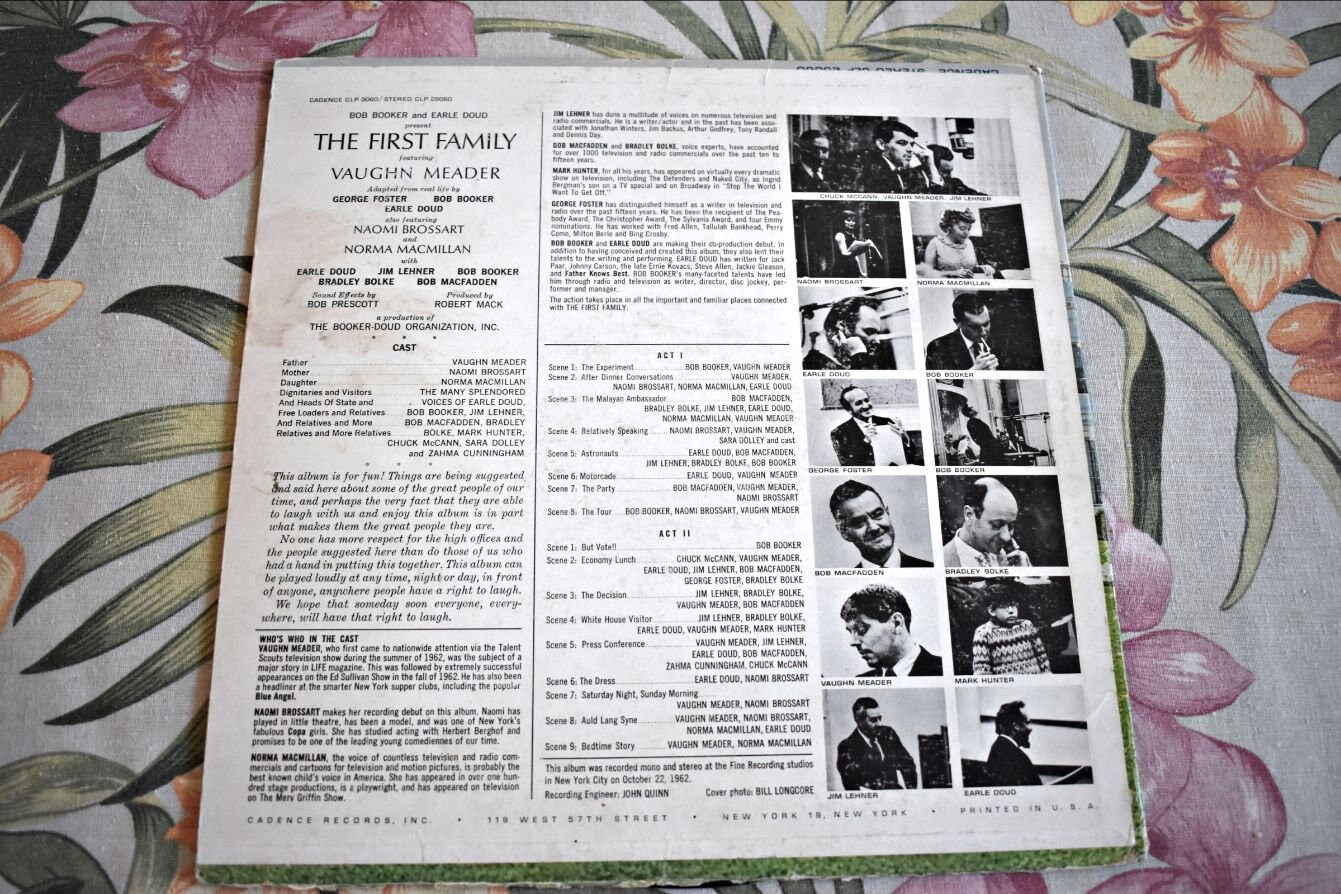 CADENCE CLP 3060/ STEREO CLP 25060
BOB BOOKER and EARLE DOUD
present
THE FIRST FAMILY
featuring
VAUGHN MEADER
Adapted from real life by
GEORGE FOSTER BOB BOOKER
EARLE DOUD
also featuring
NAOMI BROSSART
and
NORMA MACMILLAN
with
EARLE DOUD JIM LEHNER BOB BOOKER
BRADLEY BOLKE BOB MACFADDEN
Sound Effects by Produced by
BOB PRESCOTT ROBERT MACK
a production of
THE BOOKER-DOUD ORGANIZATION, INC.
CAST
Father VAUGHN MEADER
Mother NAOMI BROSSART
Daughter NORMA MACMILLAN
Dignitaries and Visitors THE MANY SPLENDORED
And Heads Of State and VOICES OF EARLE DOUD,
Free Loaders and Relatives BOB BOOKER, JIM LEHNER,
And Relatives and More BOB MACFADDEN, BRADLEY
Relatives and More Relatives BOLKE, MARK HUNTER,
CHUCK McCANN, SARA DOLLEY
and ZAHMA CUNNINGHAM
This album is for fun! Things are being suggested
and said here about some of the great people of our
time, and perhaps the very fact that they are able
to laugh with us and enjoy this album is in part
what makes them the great people they are.
No one has more respect for the high offices and
the people suggested here than do those of us who
had a hand in putting this together. This album can
be played loudly at any time, night or day, in front
of anyone, anywhere people have a right to laugh.
We hope that someday soon everyone, every-
where, will have that right to laugh.
WHO'S WHO IN THE CAST
VAUGHN MEADER, who first came to nationwide attention via the Talent
Scouts television show during the summer of 1962, was the subject of a
major story in LIFE magazine. This was followed by extremely successful
appearances on the Ed Sullivan Show in the fall of 1962. He has also been
a headliner at the smarter New York supper clubs, including the popular
Blue Angel.
NAOMI BROSSART makes her recording debut on this album. Naomi has
played in little theatre, has been a model, and was one of New York's
fabulous Copa girls. She has studied acting with Herbert Berghof and
promises to be one of the leading young comediennes of our time.
NORMA MACMILLAN, the voice of countless television and radio com-
mercials and cartoons for television and motion pictures, is probably the
best known child's voice in America. She has appeared in over one hun-
dred stage productions, is a playwright, and has appeared on television
on The Merv Griffin Show.
JIM LEHNER has done a multitude of voices on numerous television and
radio commercials. He is a writer/actor and in the past has been asso-
ciated with Jonathan Winters, Jim Backus, Arthur Godfrey, Tony Randall
and Dennis Day.
BOB MACFADDEN and BRADLEY BOLKE, voice experts, have accounted
for over 1000 television and radio commercials over the past ten to
fifteen years.
MARK HUNTER, for all his years, has appeared on virtually every dramatic
show on television, including The Defenders and Naked City, as Ingrid
Bergman's son on a TV special and on Broadway in "Stop The World I
Want To Get Off."
GEORGE FOSTER has distinguished himself as a writer in television and
radio over the past fifteen years. He has been the recipient of The Pea-
body Award, The Christopher Award, The Sylvania Award, and four Emmy
nominations. He has worked with Fred Allen, Tallulah Bankhead, Perry
Como, Milton Berle and Bing Crosby.
BOB BOOKER and EARLE DOUD are making their co-production debut. In
addition to having conceived and created this album, they also lent their
talents to the writing and performing. EARLE DOUD has written for Jack
Paar, Johnny Carson, the late Ernie Kovacs, Steve Allen, Jackie Gleason,
and Father Knows Best. BOB BOOKER'S many-faceted talents have led
him through radio and television as writer, director, disc jockey, per-
former and manager.
The action takes place in all the important and familiar places connected
with THE FIRST FAMILY.
ACT I
Scene 1: The Experiment BOB BOOKER, VAUGHN MEADER
Scene 2: After Dinner Conversations VAUGHN MEADER,
NAOMI BROSSART, NORMA MACMILLAN, EARLE DOUD
Scene 3: The Malayan Ambassador BOB MACFADDEN,
BRADLEY BOLKE, JIM LEHNER, EARLE DOUD,
NORMA MACMILLAN, VAUGHN MEADER
Scene 4: Relatively Speaking NAOMI BROSSART, VAUGHN MEADER,
SARA DOLLEY and cast
Scene 5: Astronauts EARLE DOUD, BOB MACFADDEN,
JIM LEHNER, BRADLEY BOLKE, BOB BOOKER
Scene 6: Motorcade EARLE DOUD, VAUGHN MEADER
Scene 7: The Party BOB MACFADDEN, VAUGHN MEADER,
NAOMI BROSSART
Scene 8: The Tour BOB BOOKER, NAOMI BROSSART, VAUGHN MEADER
ACT II
Scene 1: But Vote!! BOB BOOKER
Scene 2: Economy Lunch CHUCK McCANN, VAUGHN MEADER,
EARLE DOUD, JIM LEHNER, BOB MACFADDEN,
GEORGE FOSTER, BRADLEY BOLKE
Scene 3: The Decision JIM LEHNER, BRADLEY BOLKE,
VAUGHN MEADER, BOB MACFADDEN
Scene 4: White House Visitor JIM LEHNER, BRADLEY BOLKE,
EARLE DOUD, VAUGHN MEADER, MARK HUNTER
Scene 5: Press Conference VAUGHN MEADER, JIM LEHNER,
EARLE DOUD, BOB MACFADDEN,
ZAHMA CUNNINGHAM, CHUCK McCANN
Scene 6: The Dress EARLE DOUD, NAOMI BROSSART
Scene 7: Saturday Night, Sunday Morning
VAUGHN MEADER, NAOMI BROSSART
Scene 8: Auld Lang Syne VAUGHN MEADER, NAOMI BROSSART,
NORMA MACMILLAN, EARLE DOUD
Scene 9: Bedtime Story VAUGHN MEADER, NORMA MACMILLAN
This album was recorded mono and stereo at the Fine Recording studios
in New York City on October 22, 1962.
Recording Engineer: JOHN QUINN Cover photo: BILL LONGCORE
CHUCK MCCANN, VAUGHN MEADER, JIM LEHNER
NAOMI BROSSART NORMA MACMILLAN
EARLE DOUD BOB BOOKER
GEORGE FOSTER BOB BOOKER
BOB MACFADDEN BRADLEY BOLKE
VAUGHN MEADER MARK HUNTER
JIM LEHNER EARLE DOUD
CADENCE RECORDS, INC. • 119 WEST 57TH STREET • NEW YORK 19, NEW YORK • PRINTED IN U. S. A.